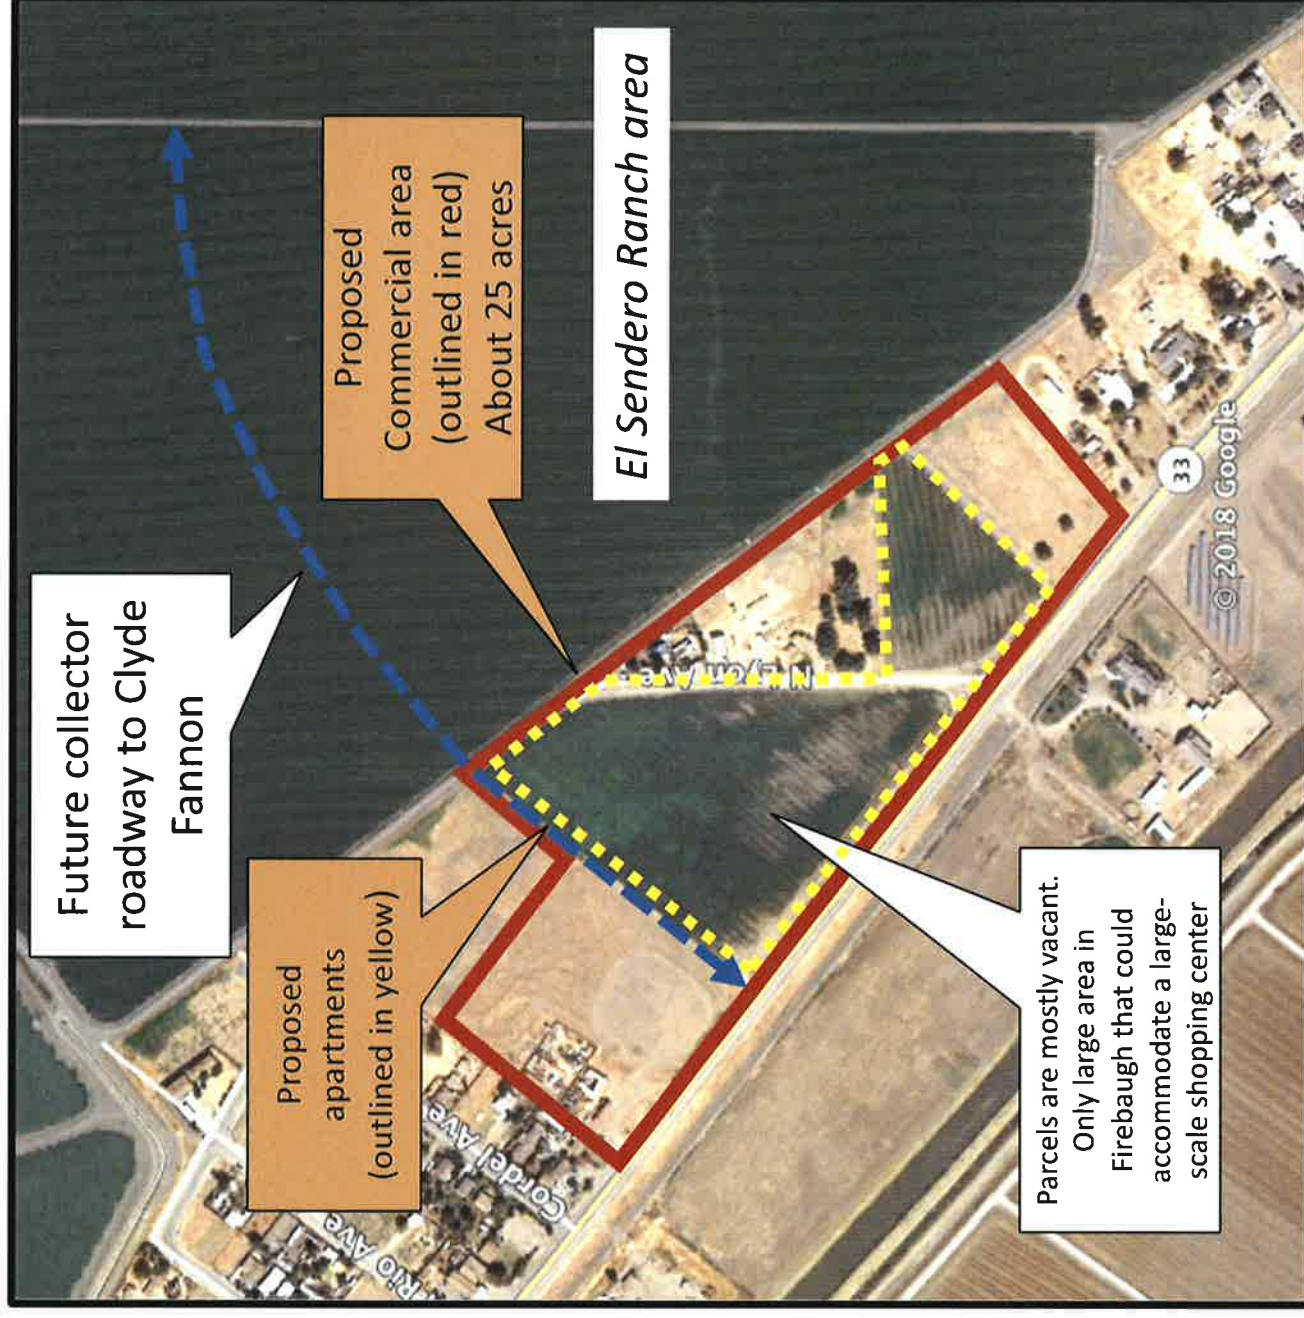 Future collector
roadway to Clyde
Fannon
Proposed
Commercial area
(outlined in red)
About 25 acres
El Sendero Ranch area
Proposed
apartments
(outlined in yellow)
N Lyon Ave
Cordel Ave
Rio Ave
33
© 2018 Google
Parcels are mostly vacant.
Only large area in
Firebaugh that could
accommodate a large-
scale shopping center